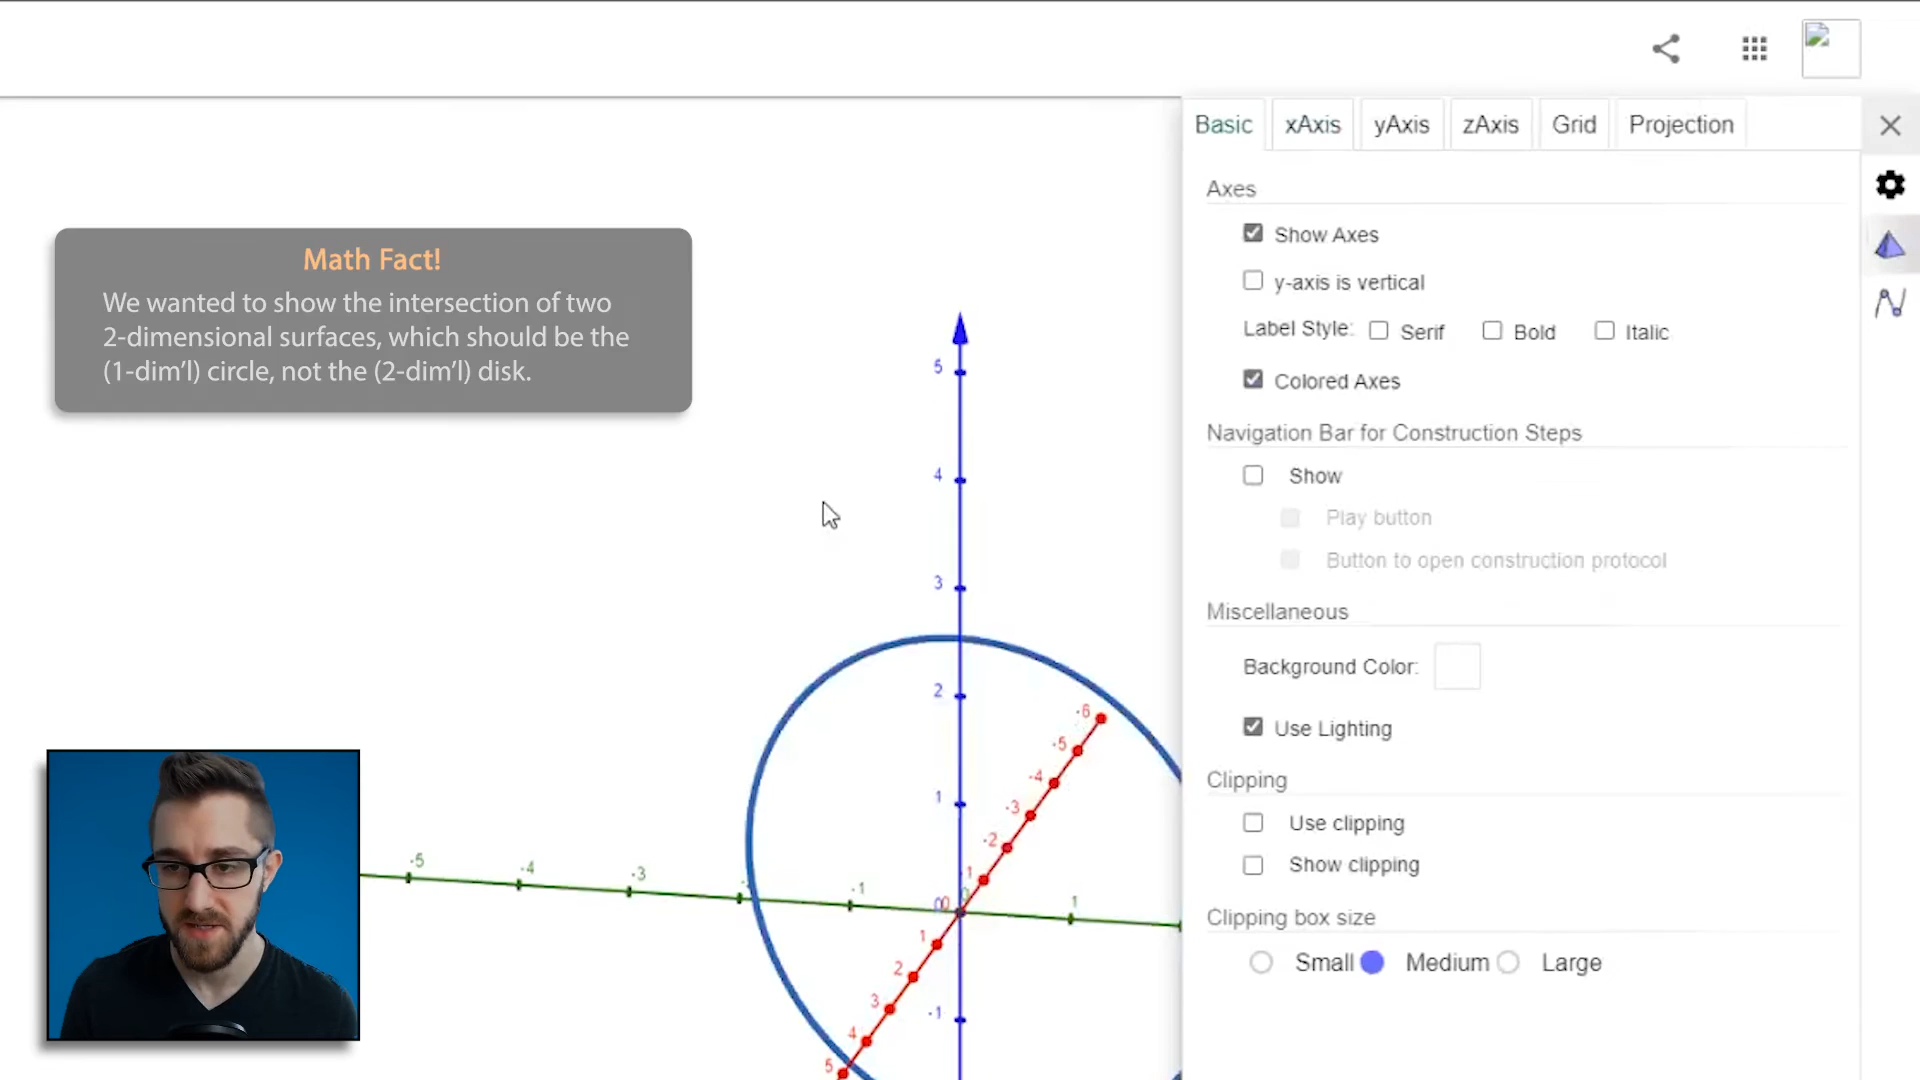 Basic
xAxis
yAxis
zAxis
Grid
Projection
Axes
Show Axes
y-axis is vertical
Label Style:
Serif
Bold
Italic
Colored Axes
Navigation Bar for Construction Steps
Show
Play button
Button to open construction protocol
Miscellaneous
Background Color:
Use Lighting
Clipping
Use clipping
Show clipping
Clipping box size
Small
Medium
Large
Math Fact!
We wanted to show the intersection of two
2-dimensional surfaces, which should be the
(1-dim'l) circle, not the (2-dim'l) disk.
5
4
3
2
1
0
-1
-6
-5
-4
-3
-2
0
1
2
3
4
5
-5
-4
-3
-1
1